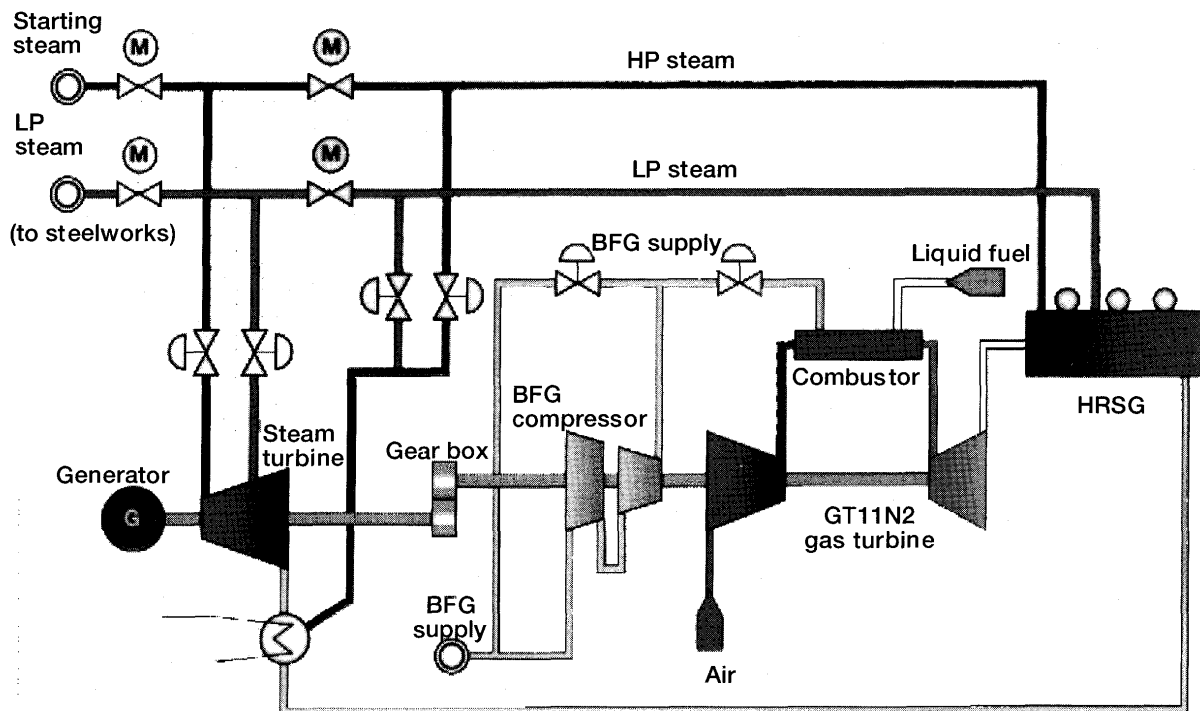 Starting
steam
M
M
HP steam
LP
steam
M
M
LP steam
(to steelworks)
BFG supply
Liquid fuel
Combustor
HRSG
BFG
compressor
Steam
turbine
Gear box
Generator
G
GT11N2
gas turbine
BFG
supply
Air